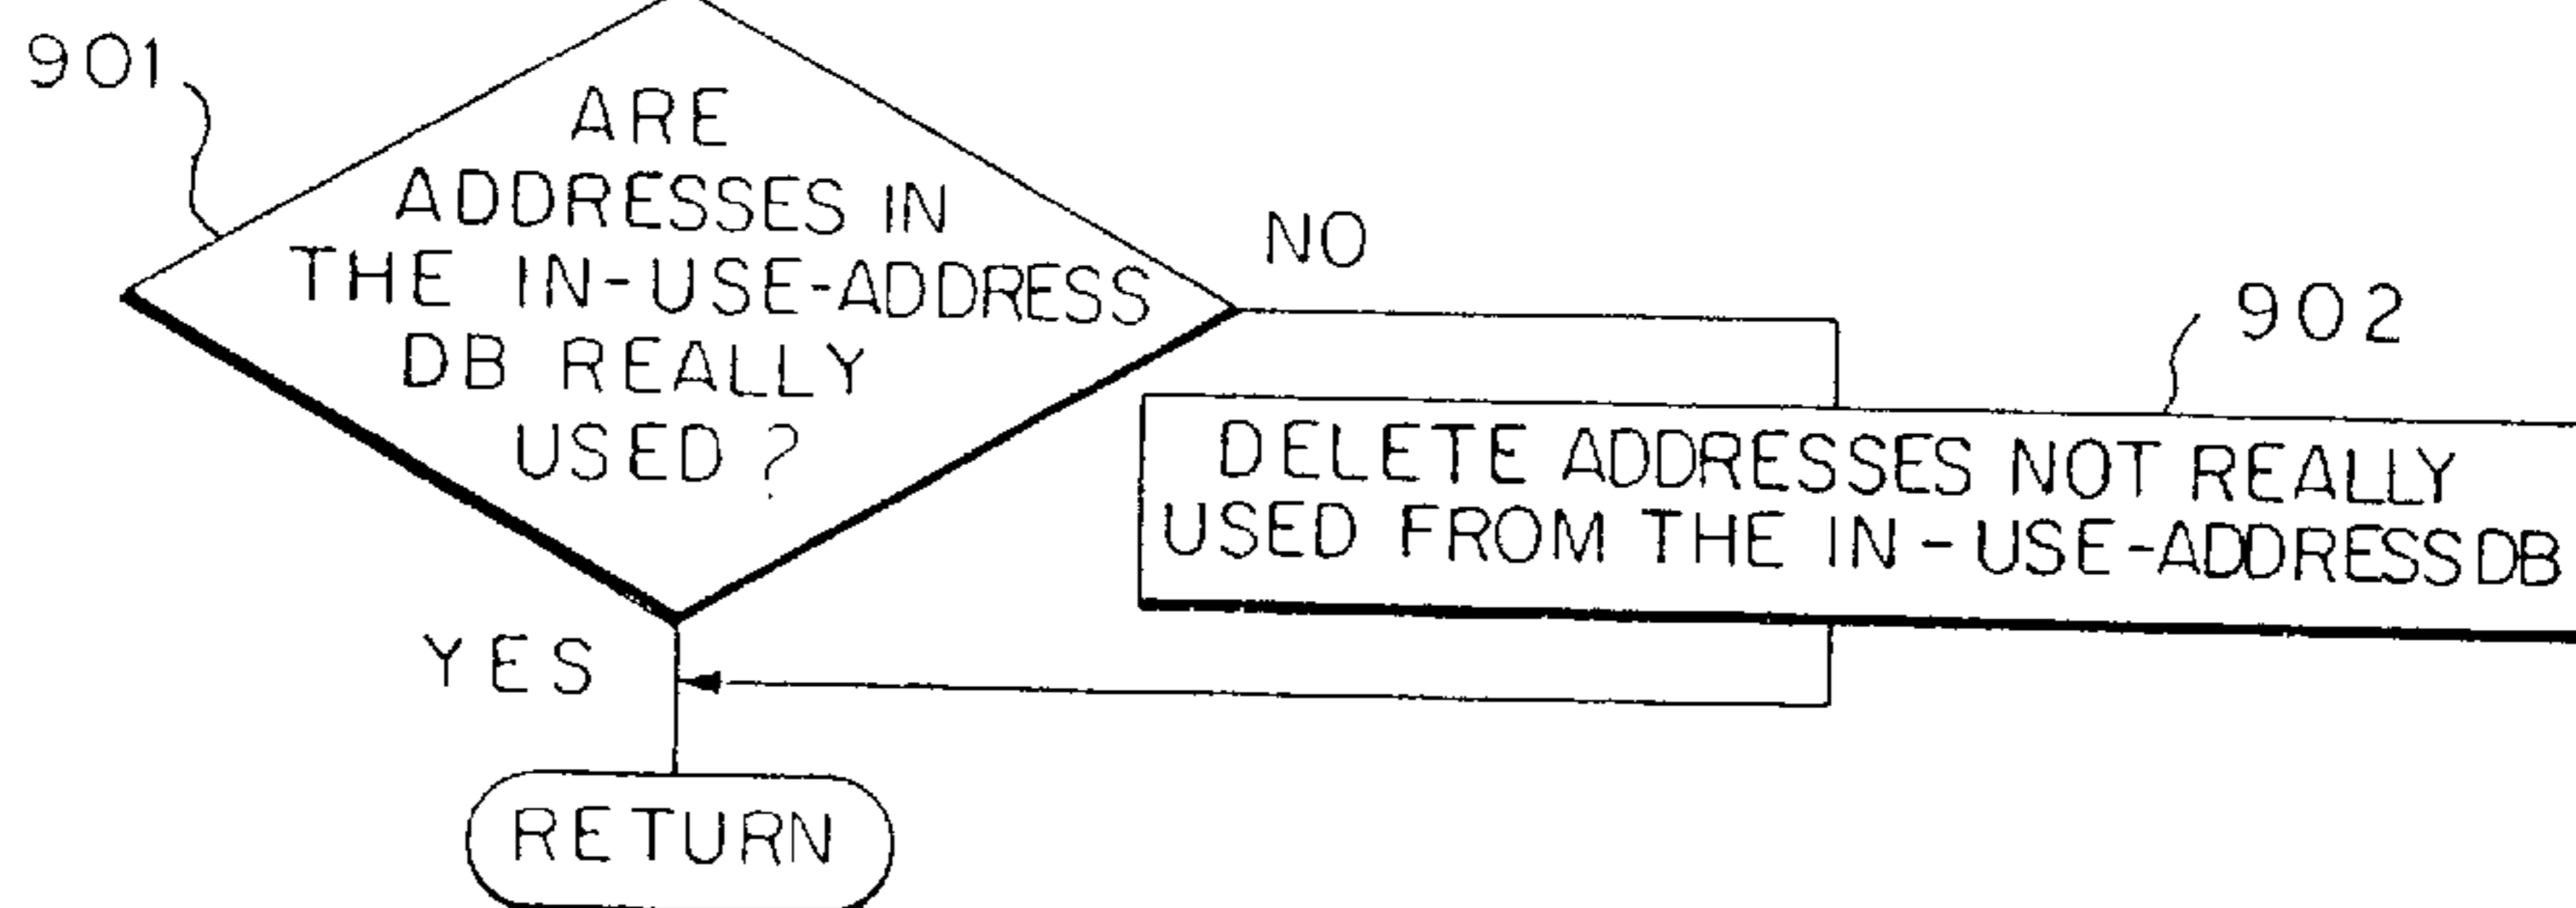 901
ARE
ADDRESSES IN
THE IN-USE-ADDRESS
DB REALLY
USED?
NO
902
DELETE ADDRESSES NOT REALLY
USED FROM THE IN-USE-ADDRESS DB
YES
RETURN